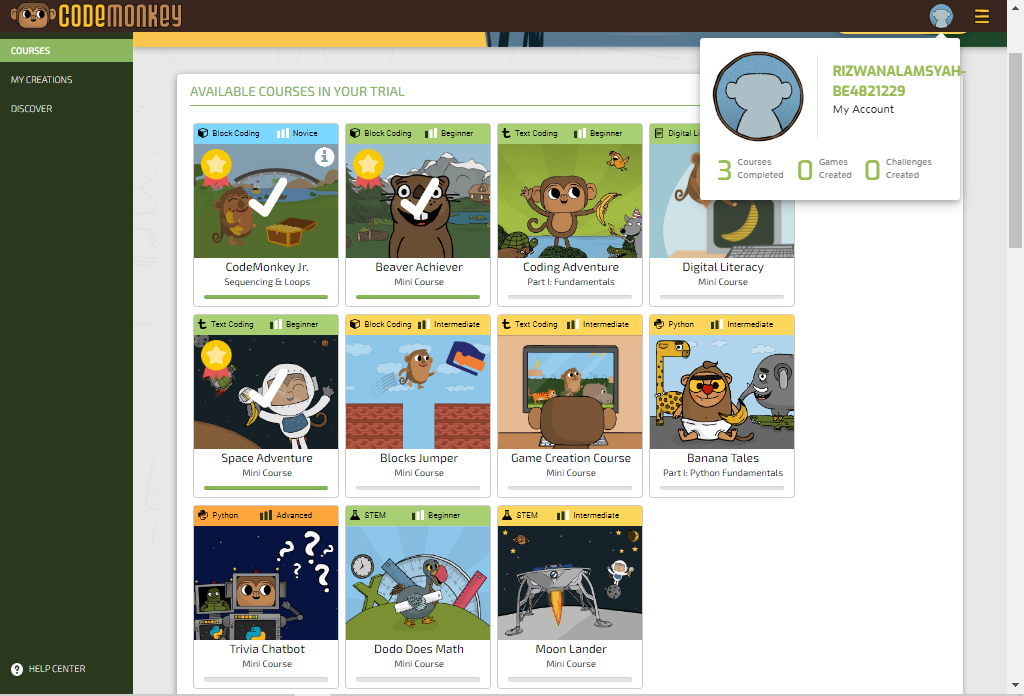 CODEMONKEY
COURSES
MY CREATIONS
DISCOVER
HELP CENTER
RIZWANALAMSYAH-
BE4821229
My Account
3 Courses Completed
0 Games Created
0 Challenges Created
AVAILABLE COURSES IN YOUR TRIAL
Block Coding Novice
CodeMonkey Jr.
Sequencing & Loops
Block Coding Beginner
Beaver Achiever
Mini Course
Text Coding Beginner
Coding Adventure
Part I: Fundamentals
Digital
Digital Literacy
Mini Course
Text Coding Beginner
Space Adventure
Mini Course
Block Coding Intermediate
Blocks Jumper
Mini Course
Text Coding Intermediate
Game Creation Course
Mini Course
Python Intermediate
Banana Tales
Part I: Python Fundamentals
Python Advanced
Trivia Chatbot
Mini Course
STEM Beginner
Dodo Does Math
Mini Course
STEM Intermediate
Moon Lander
Mini Course